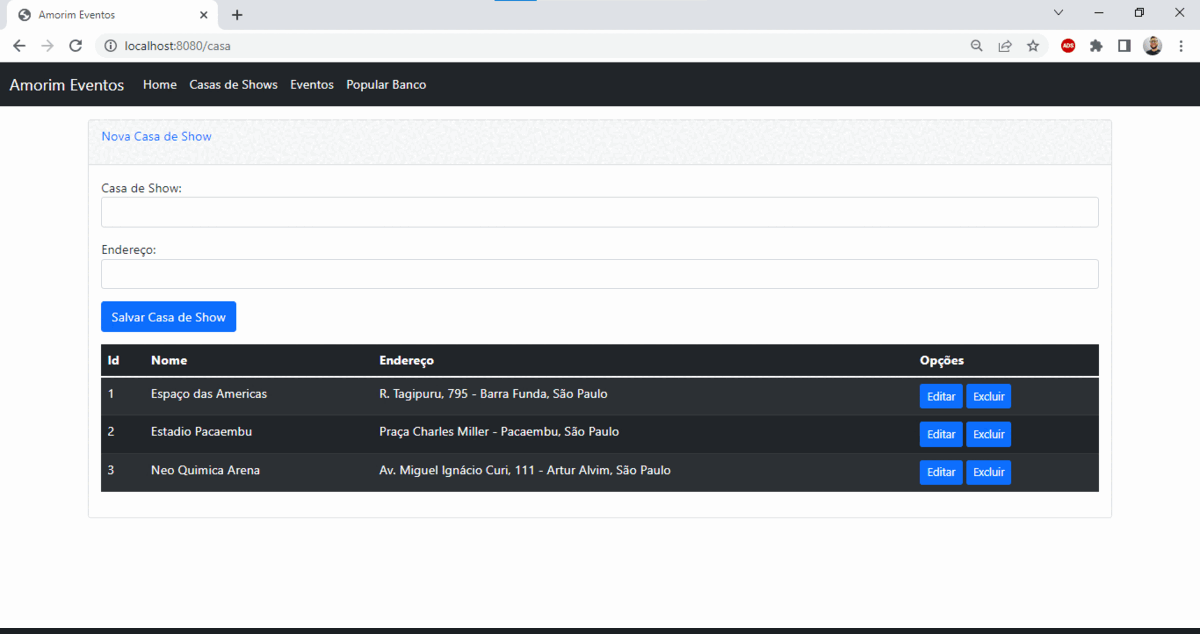 Amorim Eventos
localhost:8080/casa
ADS
Amorim Eventos Home Casas de Shows Eventos Popular Banco
Nova Casa de Show
Casa de Show:
Endereço:
Salvar Casa de Show
Id Nome Endereço Opções
1 Espaço das Americas R. Tagipuru, 795 - Barra Funda, São Paulo Editar Excluir
2 Estadio Pacaembu Praça Charles Miller - Pacaembu, São Paulo Editar Excluir
3 Neo Quimica Arena Av. Miguel Ignácio Curi, 111 - Artur Alvim, São Paulo Editar Excluir